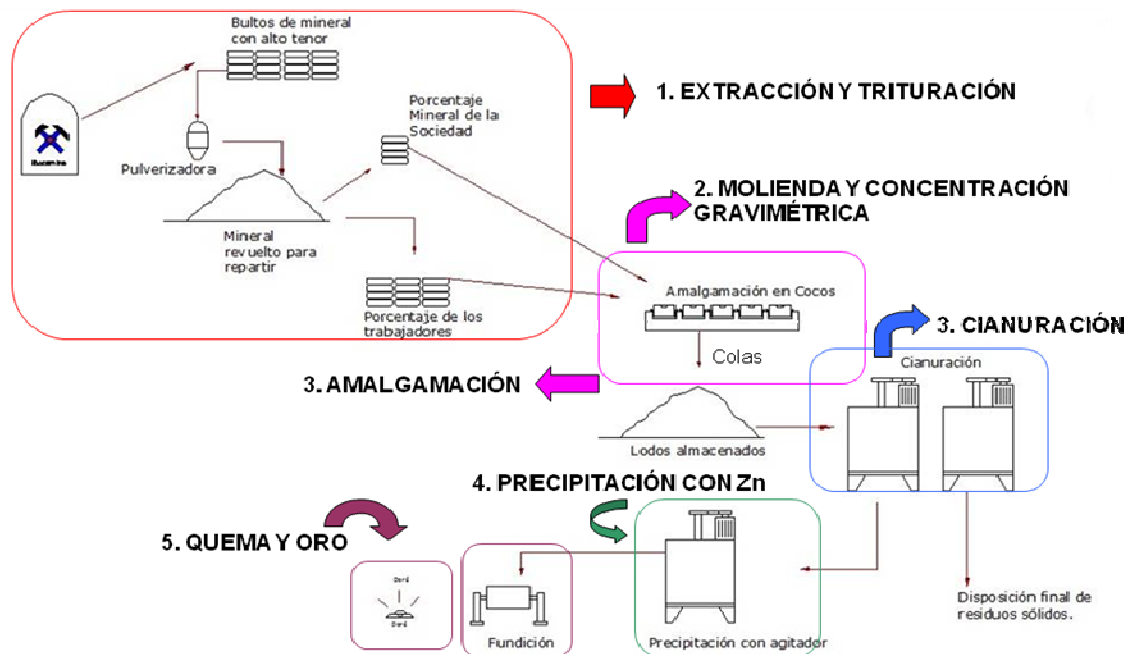 Bultos de mineral
con alto tenor
1. EXTRACCIÓN Y TRITURACIÓN
Porcentaje
Mineral de la
Sociedad
Pulverizadora
2. MOLIENDA Y CONCENTRACIÓN
GRAVIMÉTRICA
Mineral
revuelto para
repartir
Amalgamación en Cocos
Porcentaje de los
trabajadores
3. CIANURACIÓN
Colas
Cianuración
3. AMALGAMACIÓN
Lodos almacenados
4. PRECIPITACIÓN CON Zn
5. QUEMA Y ORO
Disposición final de
residuos sólidos.
Fundición
Precipitación con agitador